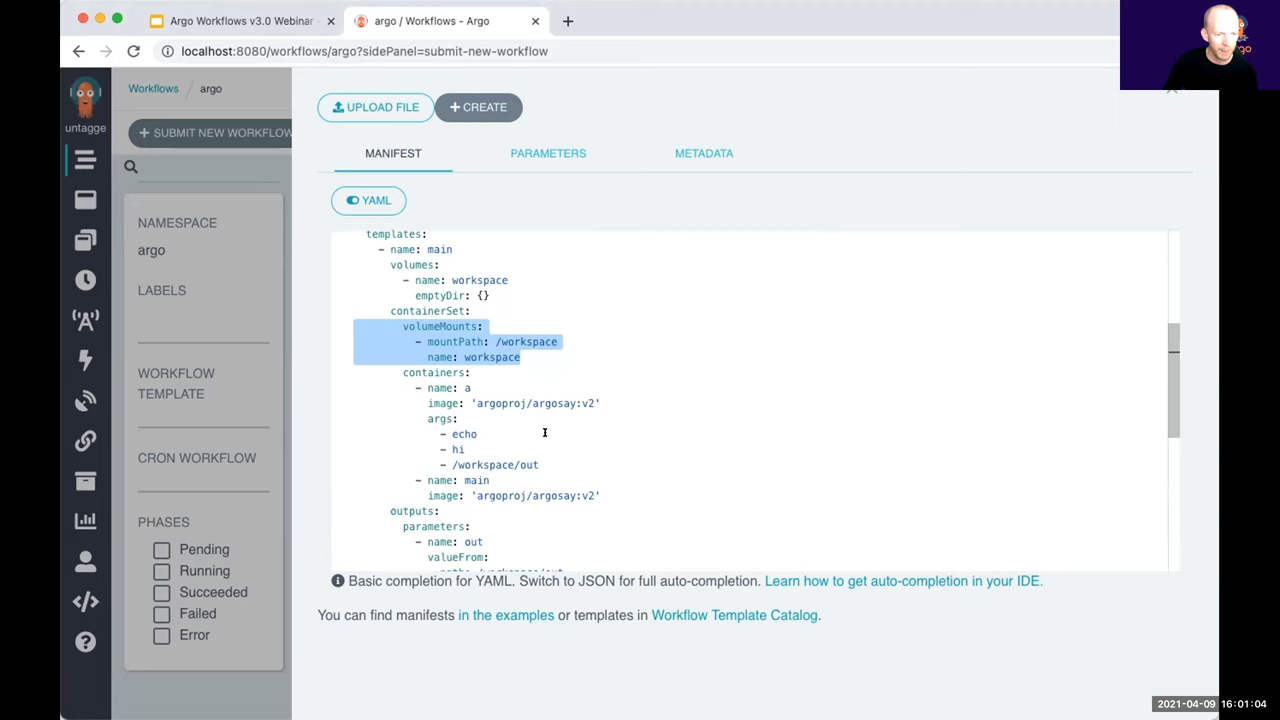 Argo Workflows v3.0 Webinar
argo / Workflows - Argo
localhost:8080/workflows/argo?sidePanel=submit-new-workflow
untagge
Workflows / argo
+ SUBMIT NEW WORKFLOW
NAMESPACE
argo
LABELS
WORKFLOW
TEMPLATE
CRON WORKFLOW
PHASES
Pending
Running
Succeeded
Failed
Error
UPLOAD FILE
+ CREATE
MANIFEST
PARAMETERS
METADATA
YAML
templates:
- name: main
volumes:
- name: workspace
emptyDir: {}
containerSet:
volumeMounts:
- mountPath: /workspace
name: workspace
containers:
- name: a
image: 'argoproj/argosay:v2'
args:
- echo
- hi
- /workspace/out
- name: main
image: 'argoproj/argosay:v2'
outputs:
parameters:
- name: out
valueFrom:
Basic completion for YAML. Switch to JSON for full auto-completion. Learn how to get auto-completion in your IDE.
You can find manifests in the examples or templates in Workflow Template Catalog.
2021-04-09 16:01:04